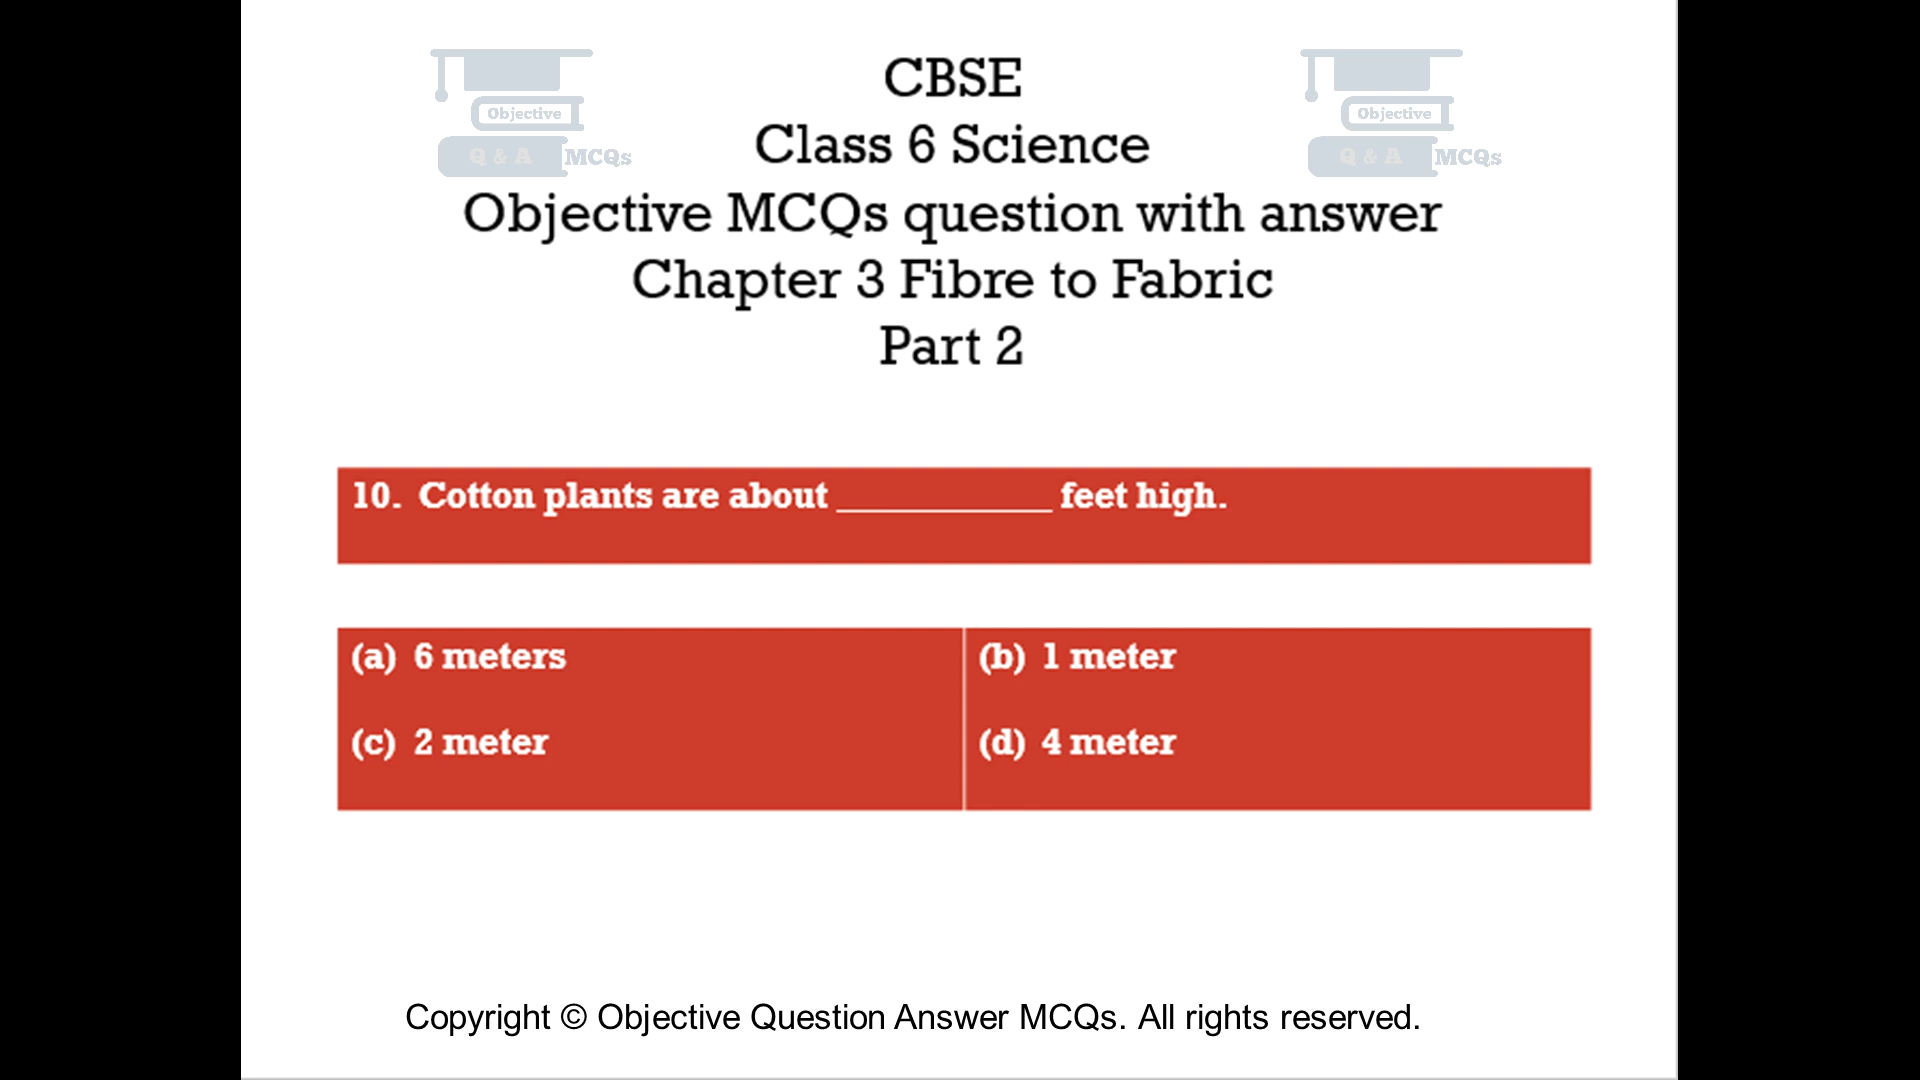 Objective
Q & A MCQs
Objective
Q & A MCQs
CBSE
Class 6 Science
Objective MCQs question with answer
Chapter 3 Fibre to Fabric
Part 2
10. Cotton plants are about ____________ feet high.
(a) 6 meters
(b) 1 meter
(c) 2 meter
(d) 4 meter
Copyright © Objective Question Answer MCQs. All rights reserved.